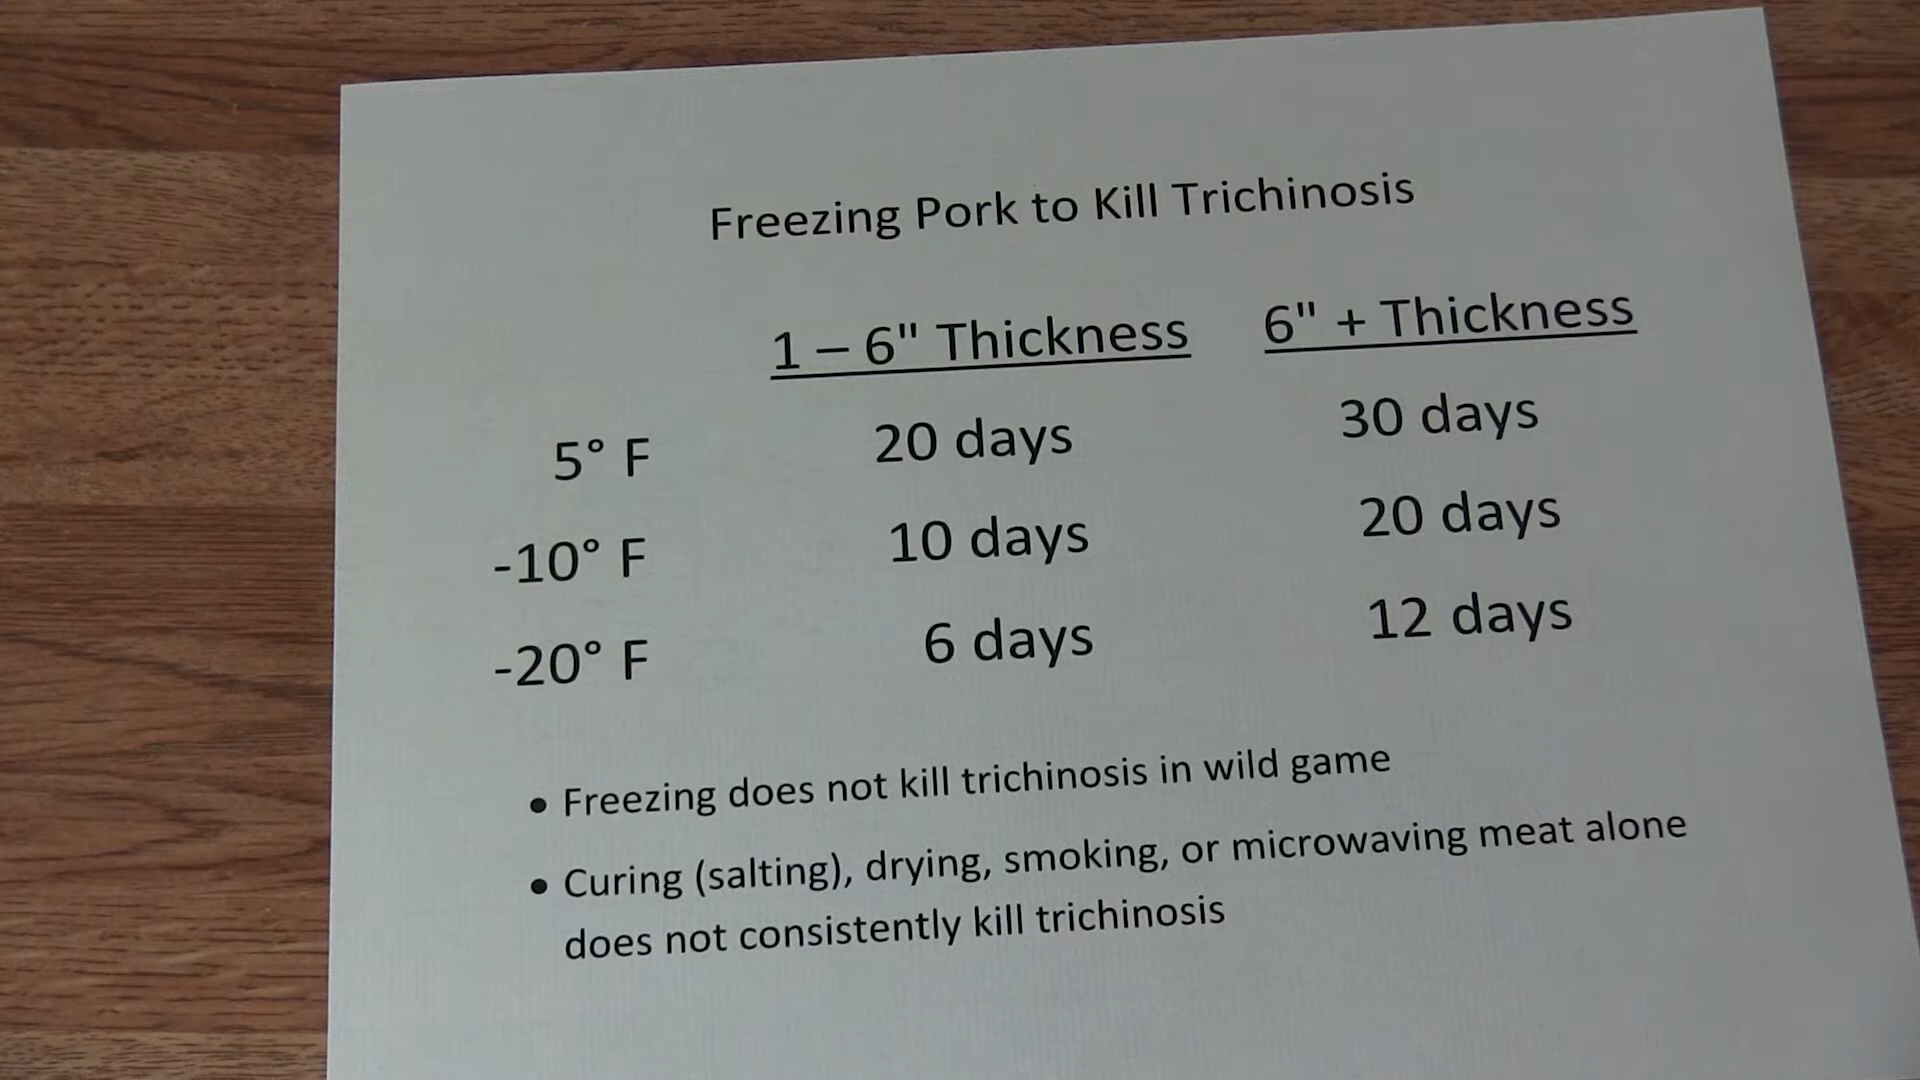 Freezing Pork to Kill Trichinosis
1 – 6" Thickness 6" + Thickness
5° F 20 days 30 days
-10° F 10 days 20 days
-20° F 6 days 12 days
• Freezing does not kill trichinosis in wild game
• Curing (salting), drying, smoking, or microwaving meat alone
does not consistently kill trichinosis